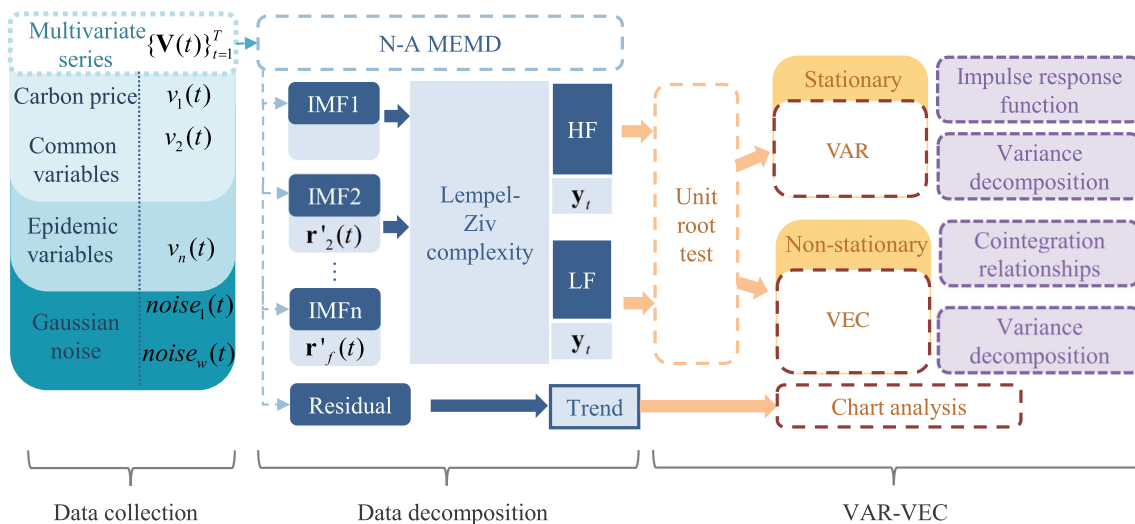 Multivariate
series
{V(t)}_{t=1}^{T}
Carbon price
v_1(t)
Common
variables
v_2(t)
Epidemic
variables
v_n(t)
Gaussian
noise
noise_1(t)
noise_w(t)
N-A MEMD
IMF1
IMF2
r'_2(t)
IMFn
r'_f(t)
Residual
Lempel-
Ziv
complexity
HF
y_t
LF
y_t
Trend
Unit
root
test
Stationary
VAR
Non-stationary
VEC
Chart analysis
Impulse response
function
Variance
decomposition
Cointegration
relationships
Variance
decomposition
Data collection
Data decomposition
VAR-VEC